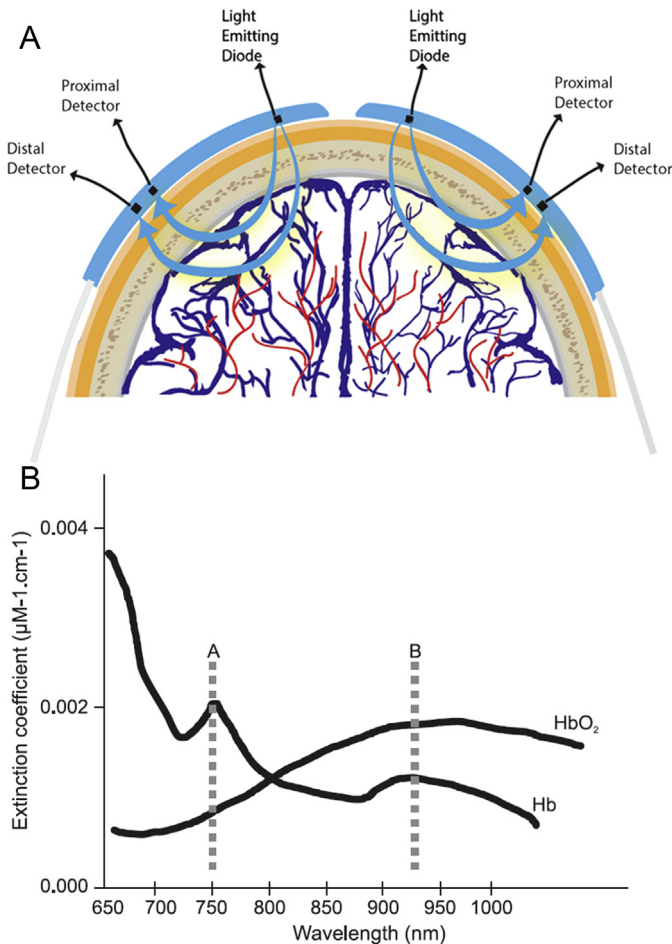 A
Light
Emitting
Diode
Light
Emitting
Diode
Proximal
Detector
Distal
Detector
Proximal
Detector
Distal
Detector
B
Extinction coefficient (µM-1.cm-1)
0.004
0.002
0.000
A
B
HbO₂
Hb
650 700 750 800 850 900 950 1000
Wavelength (nm)